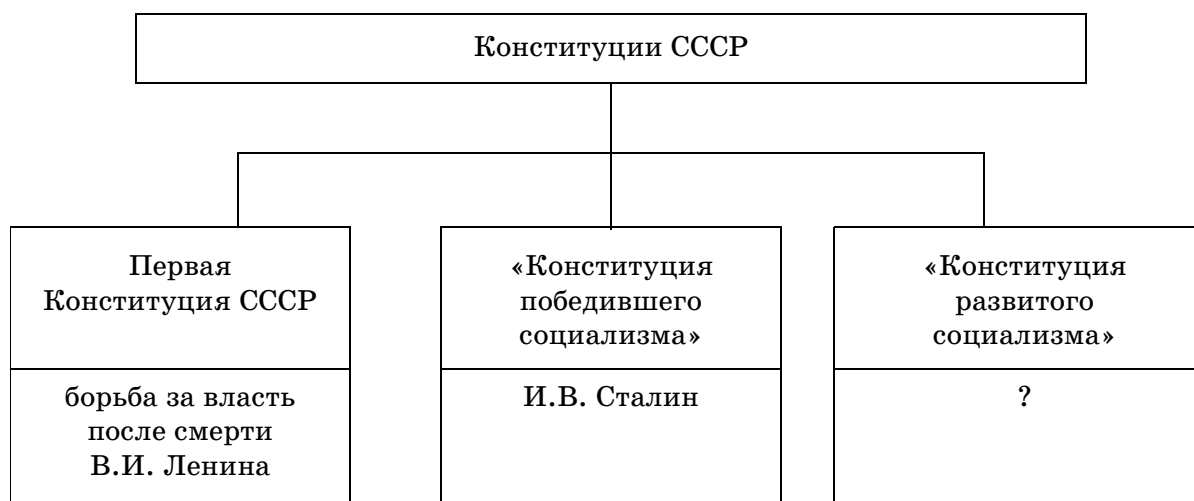 Конституции СССР
Первая
Конституция СССР
«Конституция
победившего
социализма»
«Конституция
развитого
социализма»
борьба за власть
после смерти
В.И. Ленина
И.В. Сталин
?